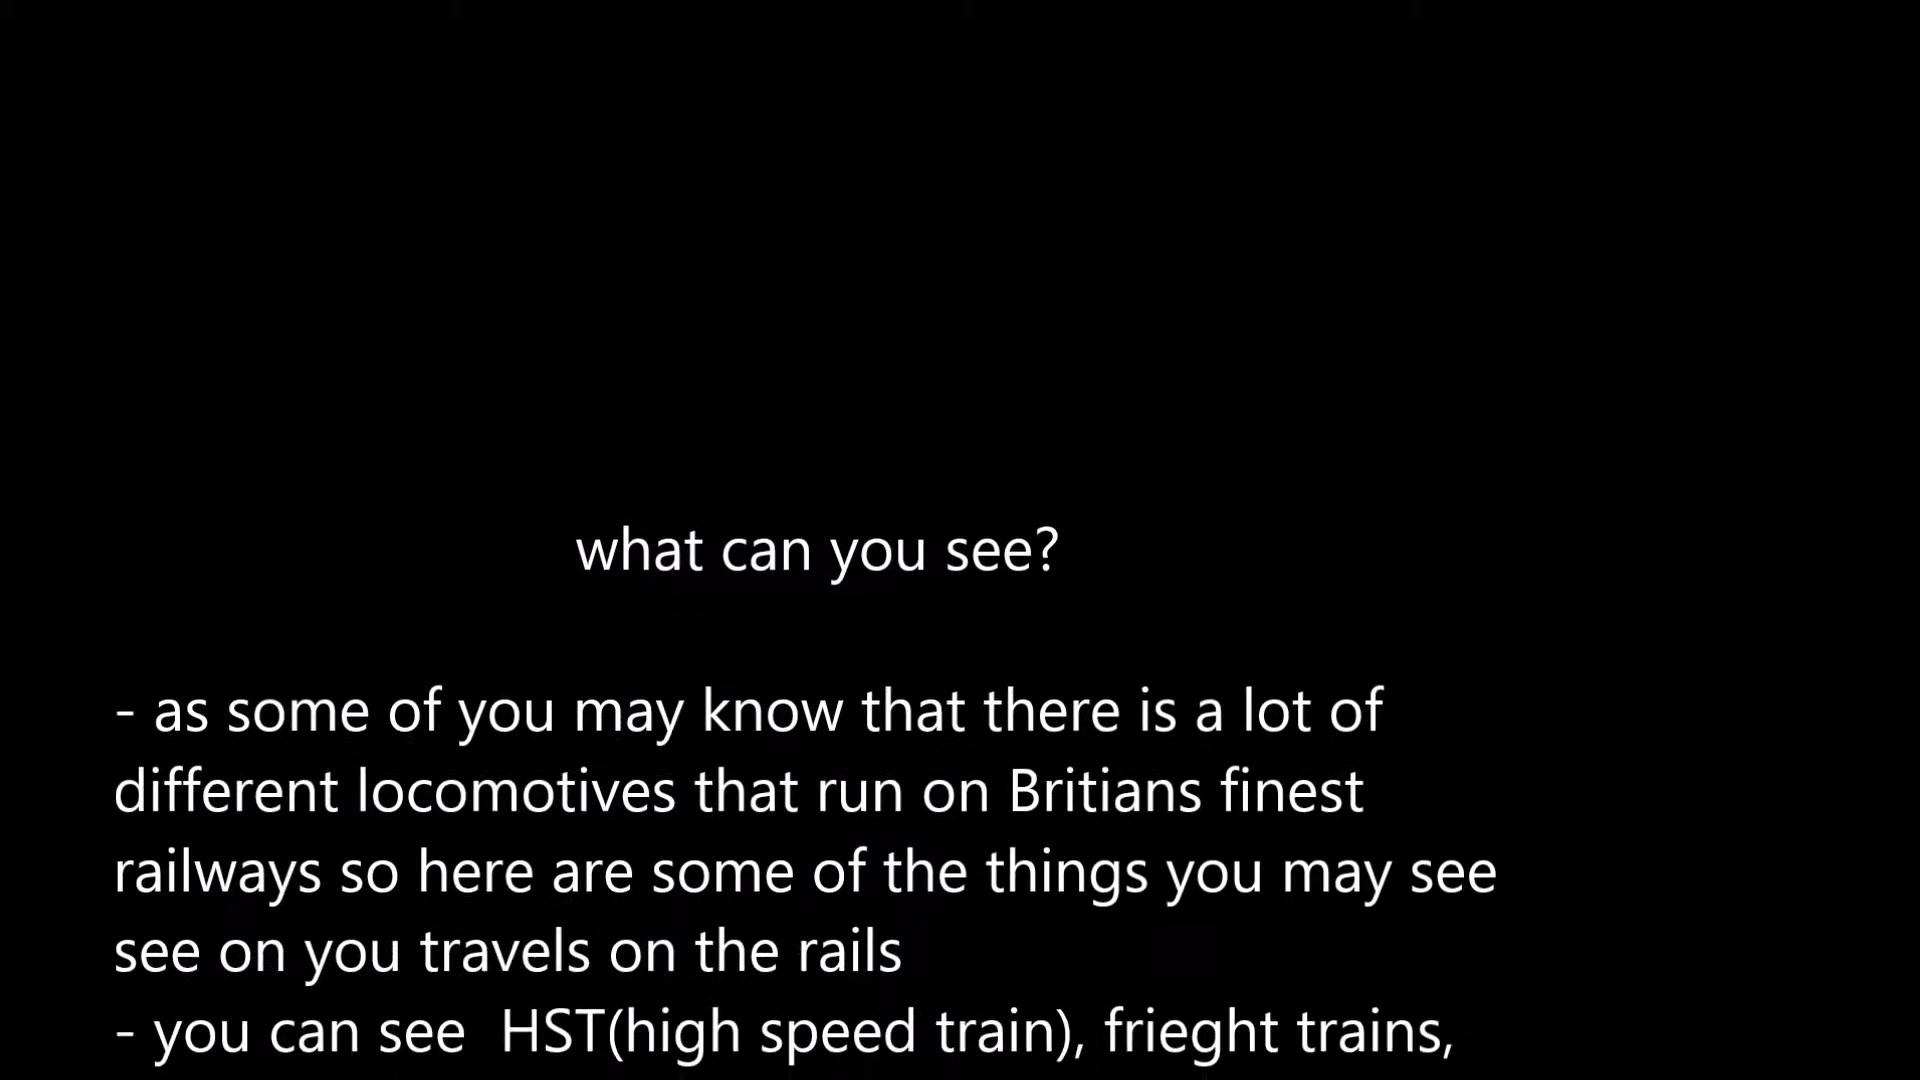 what can you see?
- as some of you may know that there is a lot of
different locomotives that run on Britians finest
railways so here are some of the things you may see
see on you travels on the rails
- you can see  HST(high speed train), frieght trains,